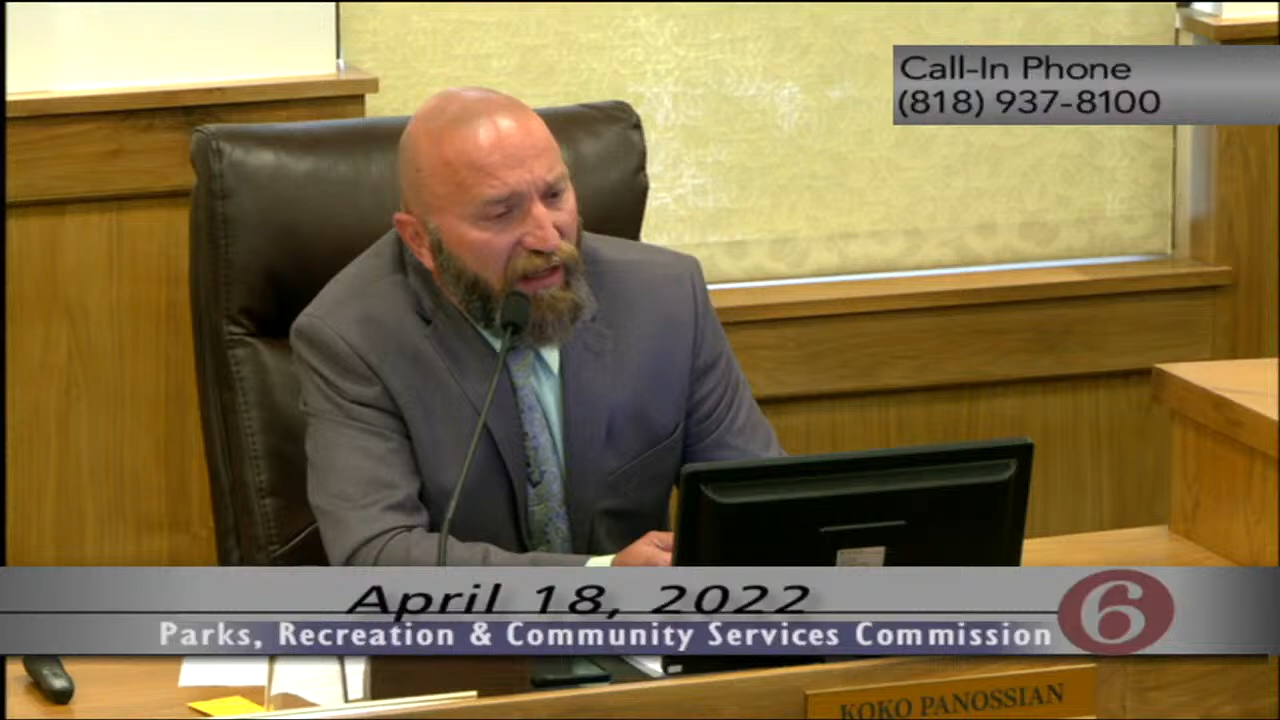 Call-In Phone
(818) 937-8100
April 18, 2022
Parks, Recreation & Community Services Commission
6
KOKO PANOSSIAN